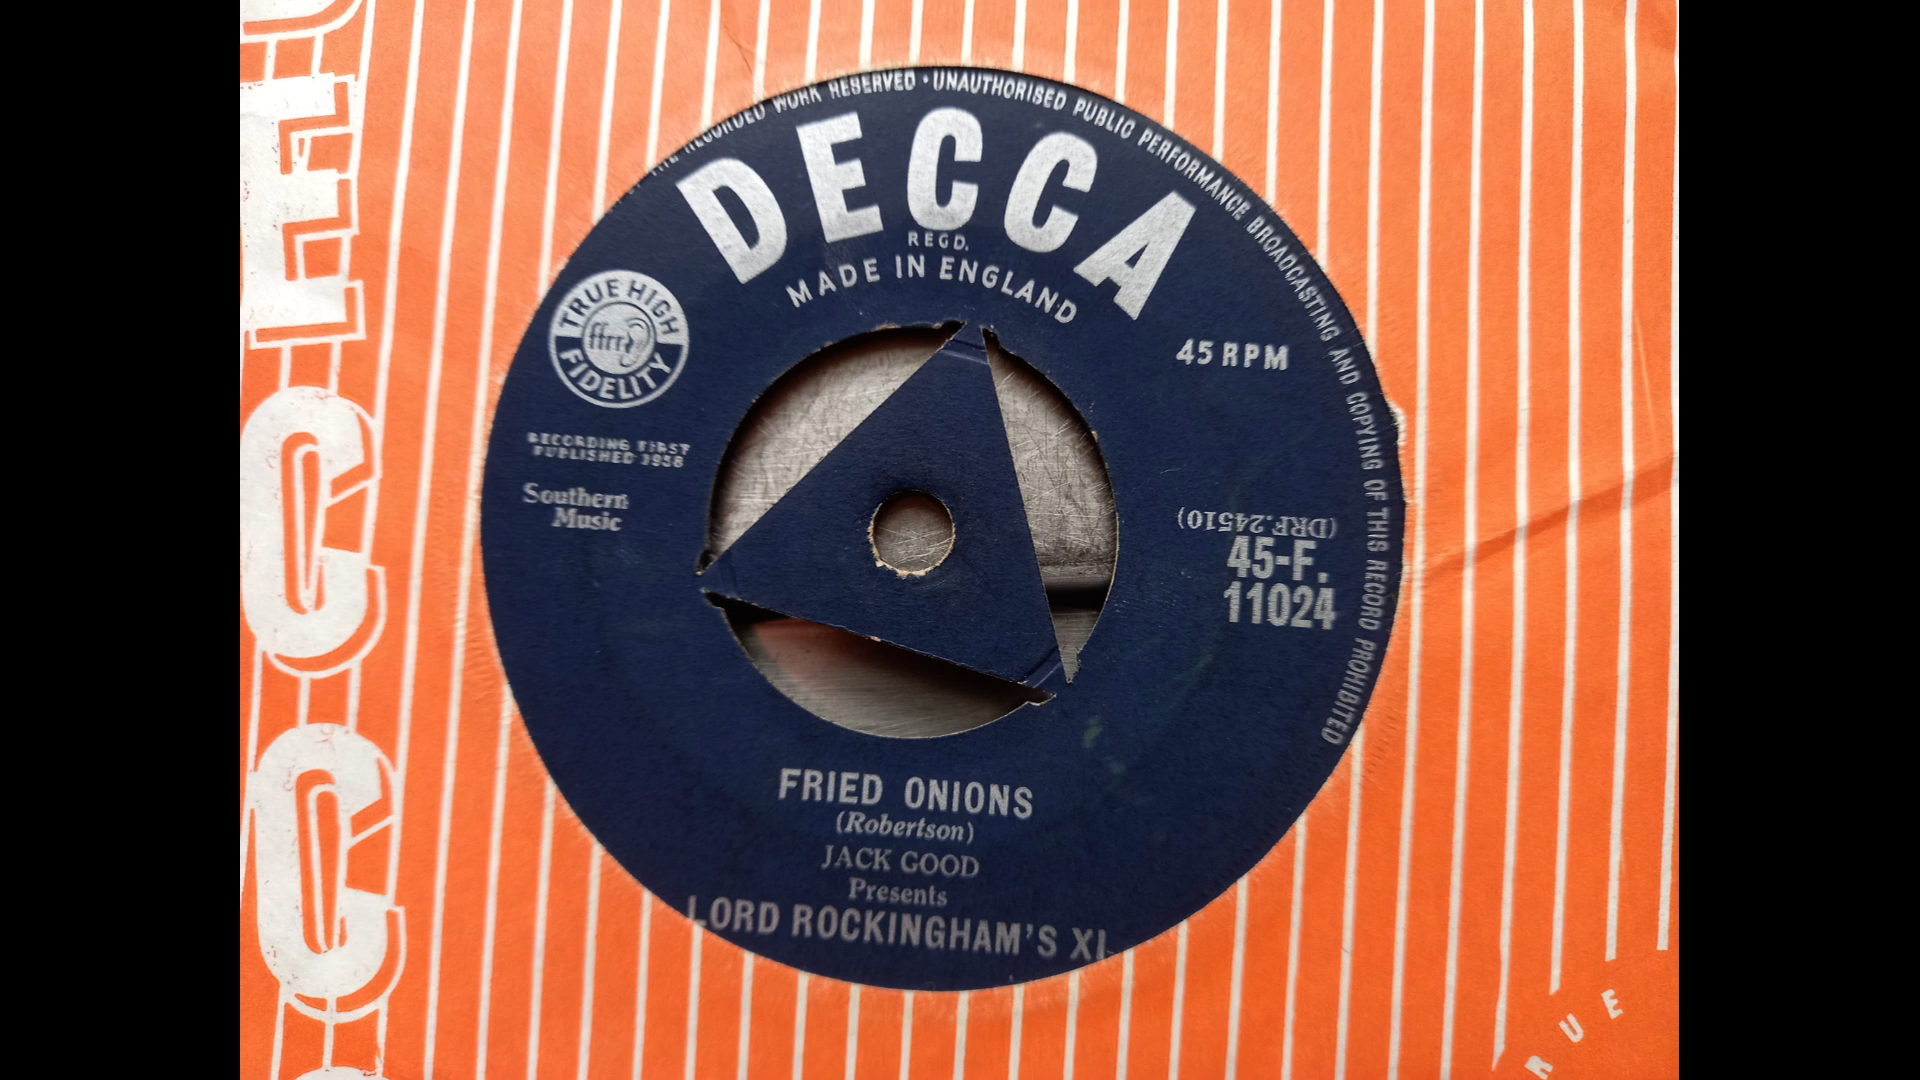 RECORDED WORK RESERVED · UNAUTHORISED PUBLIC PERFORMANCE BROADCASTING AND COPYING OF THIS RECORD PROHIBITED
DECCA
REGD.
MADE IN ENGLAND
TRUE HIGH
ffrr
FIDELITY
45 RPM
RECORDING FIRST
PUBLISHED 1958
Southern
Music
(DRF.24510)
45-F.
11024
FRIED ONIONS
(Robertson)
JACK GOOD
Presents
LORD ROCKINGHAM'S XI
RUE